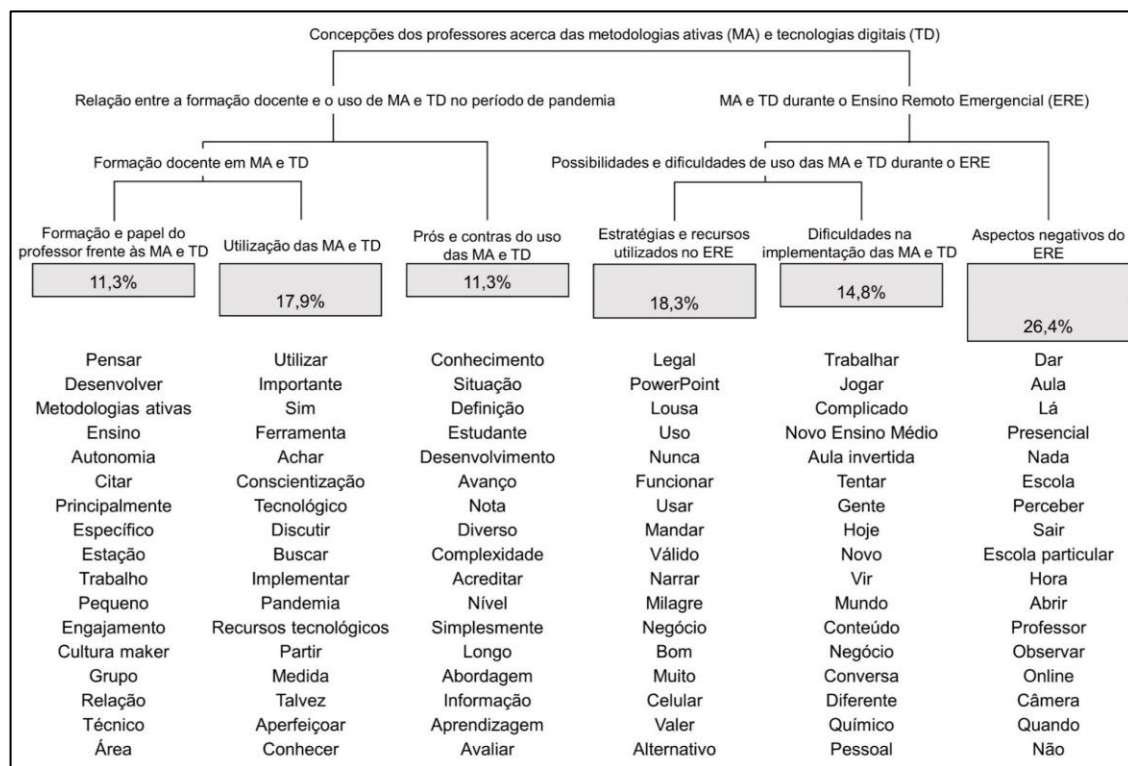 Concepções dos professores acerca das metodologias ativas (MA) e tecnologias digitais (TD)
Relação entre a formação docente e o uso de MA e TD no período de pandemia
MA e TD durante o Ensino Remoto Emergencial (ERE)
Formação docente em MA e TD
Possibilidades e dificuldades de uso das MA e TD durante o ERE
Formação e papel do
professor frente às MA e TD
11,3%
Pensar
Desenvolver
Metodologias ativas
Ensino
Autonomia
Citar
Principalmente
Específico
Estação
Trabalho
Pequeno
Engajamento
Cultura maker
Grupo
Relação
Técnico
Área
Utilização das MA e TD
17,9%
Utilizar
Importante
Sim
Ferramenta
Achar
Conscientização
Tecnológico
Discutir
Buscar
Implementar
Pandemia
Recursos tecnológicos
Partir
Medida
Talvez
Aperfeiçoar
Conhecer
Prós e contras do uso
das MA e TD
11,3%
Conhecimento
Situação
Definição
Estudante
Desenvolvimento
Avanço
Nota
Diverso
Complexidade
Acreditar
Nível
Simplesmente
Longo
Abordagem
Informação
Aprendizagem
Avaliar
Estratégias e recursos
utilizados no ERE
18,3%
Legal
PowerPoint
Lousa
Uso
Nunca
Funcionar
Usar
Mandar
Válido
Narrar
Milagre
Negócio
Bom
Muito
Celular
Valer
Alternativo
Dificuldades na
implementação das MA e TD
14,8%
Trabalhar
Jogar
Complicado
Novo Ensino Médio
Aula invertida
Tentar
Gente
Hoje
Novo
Vir
Mundo
Conteúdo
Negócio
Conversa
Diferente
Químico
Pessoal
Aspectos negativos do
ERE
26,4%
Dar
Aula
Lá
Presencial
Nada
Escola
Perceber
Sair
Escola particular
Hora
Abrir
Professor
Observar
Online
Câmera
Quando
Não